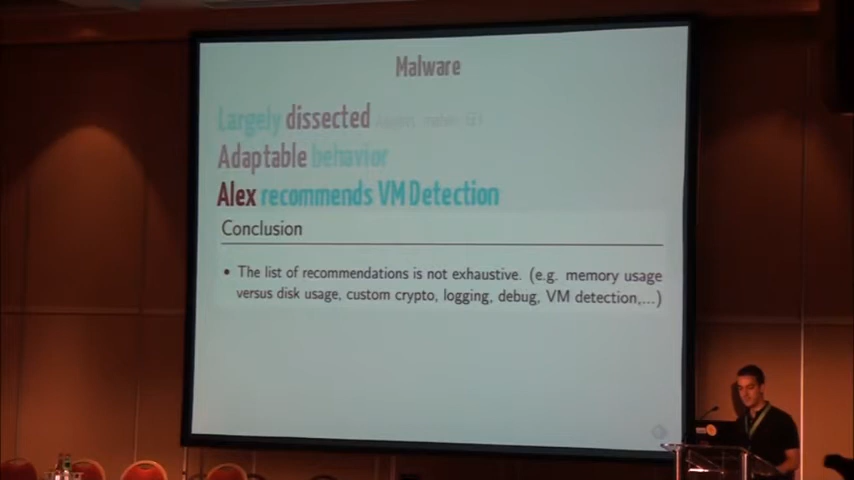 Malware
Largely dissected
Adaptable behavior
Alex recommends VM Detection
Conclusion
• The list of recommendations is not exhaustive. (e.g. memory usage
versus disk usage, custom crypto, logging, debug, VM detection,...)